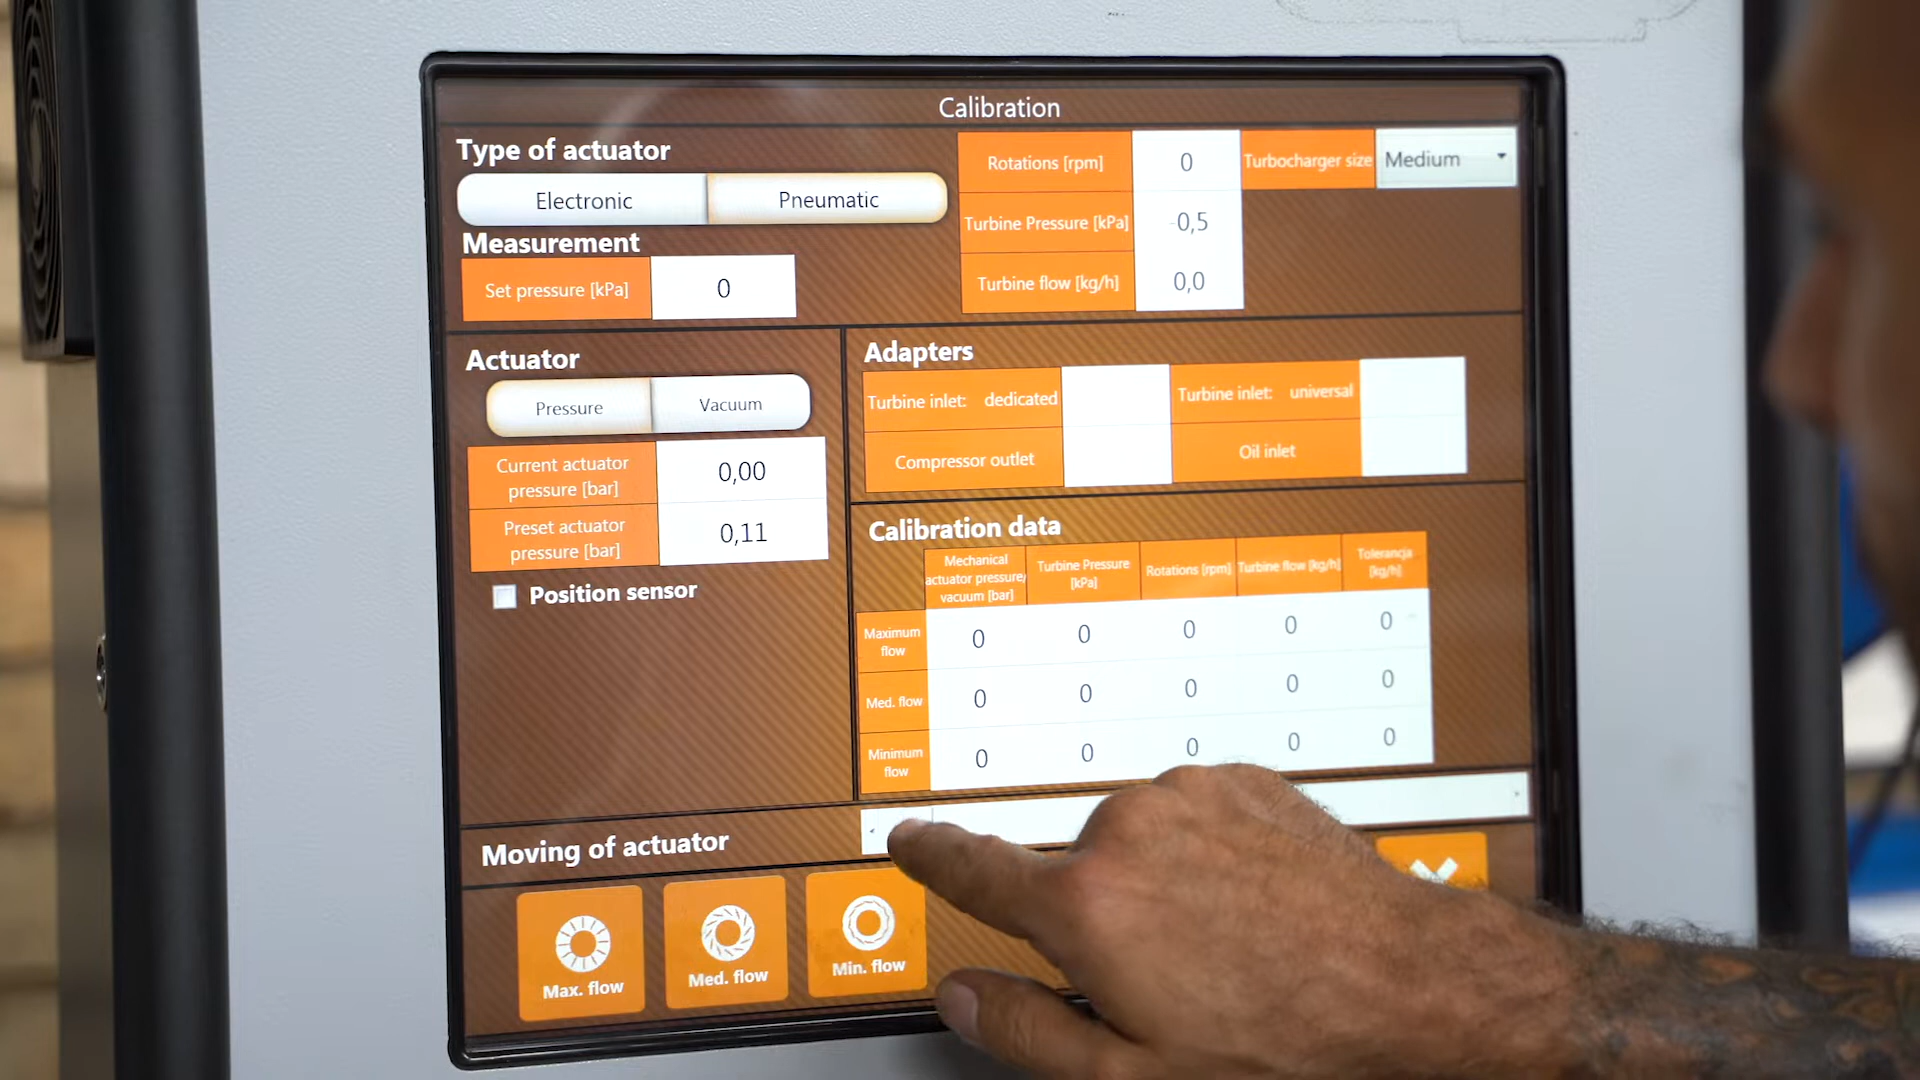 Calibration
Type of actuator
Electronic
Pneumatic
Measurement
Set pressure [kPa]
0
Rotations [rpm]
0
Turbocharger size
Medium
Turbine Pressure [kPa]
-0,5
Turbine flow [kg/h]
0,0
Actuator
Pressure
Vacuum
Current actuator
pressure [bar]
0,00
Preset actuator
pressure [bar]
0,11
Position sensor
Adapters
Turbine inlet: dedicated
Turbine inlet: universal
Compressor outlet
Oil inlet
Calibration data
Mechanical
actuator pressure/
vacuum [bar]
Turbine Pressure
[kPa]
Rotations [rpm]
Turbine flow [kg/h]
Tolerancja
[kg/h]
Maximum
flow
0 0 0 0 0
Med. flow
0 0 0 0 0
Minimum
flow
0 0 0 0 0
Moving of actuator
Max. flow
Med. flow
Min. flow